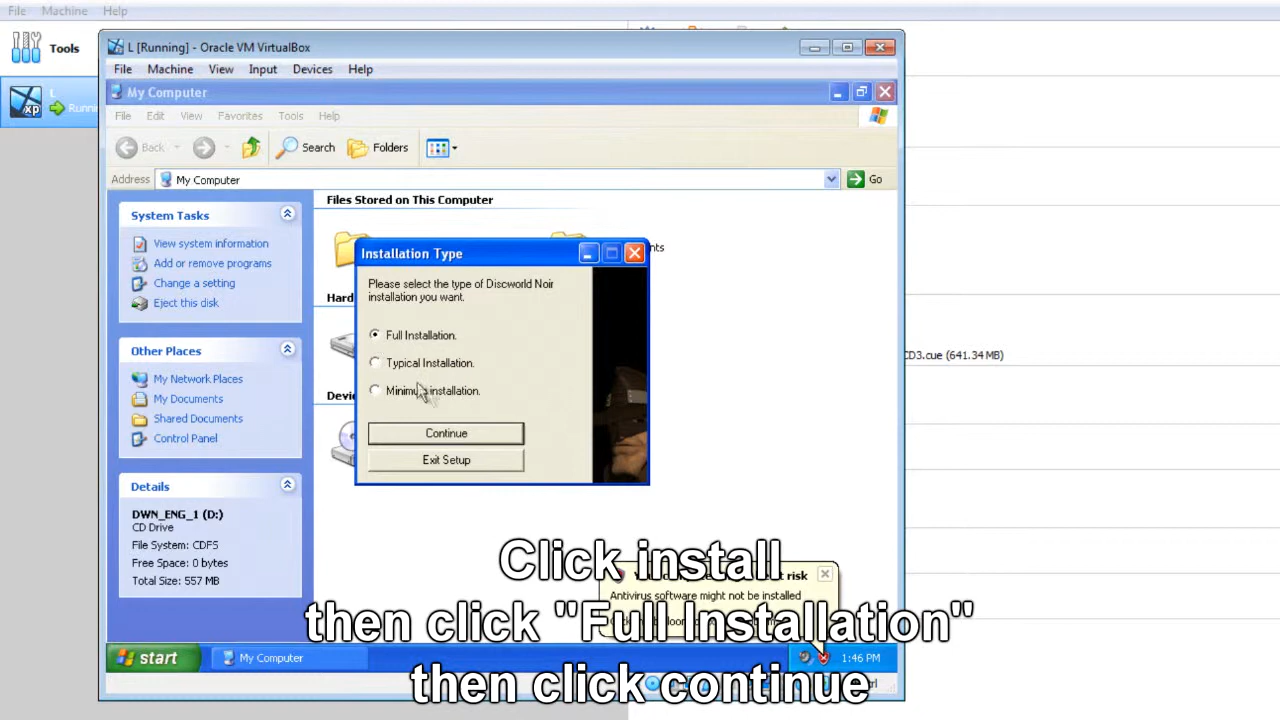 File Machine Help
Tools
L [Running] - Oracle VM VirtualBox
File Machine View Input Devices Help
L
My Computer
xp
File Edit View Favorites Tools Help
Back Search Folders
Address My Computer Go
Files Stored on This Computer
System Tasks
View system information
Add or remove programs
Change a setting
Eject this disk
Other Places
My Network Places
My Documents
Shared Documents
Control Panel
Details
DWN_ENG_1 (D:)
CD Drive
File System: CDFS
Free Space: 0 bytes
Total Size: 557 MB
Installation Type
Please select the type of Discworld Noir
installation you want.
Full Installation.
Typical Installation.
Minimum installation.
Continue
Exit Setup
CD3.cue (641.34 MB)
risk
Antivirus software might not be installed
Click install
then click "Full Installation"
then click continue
start My Computer 1:46 PM